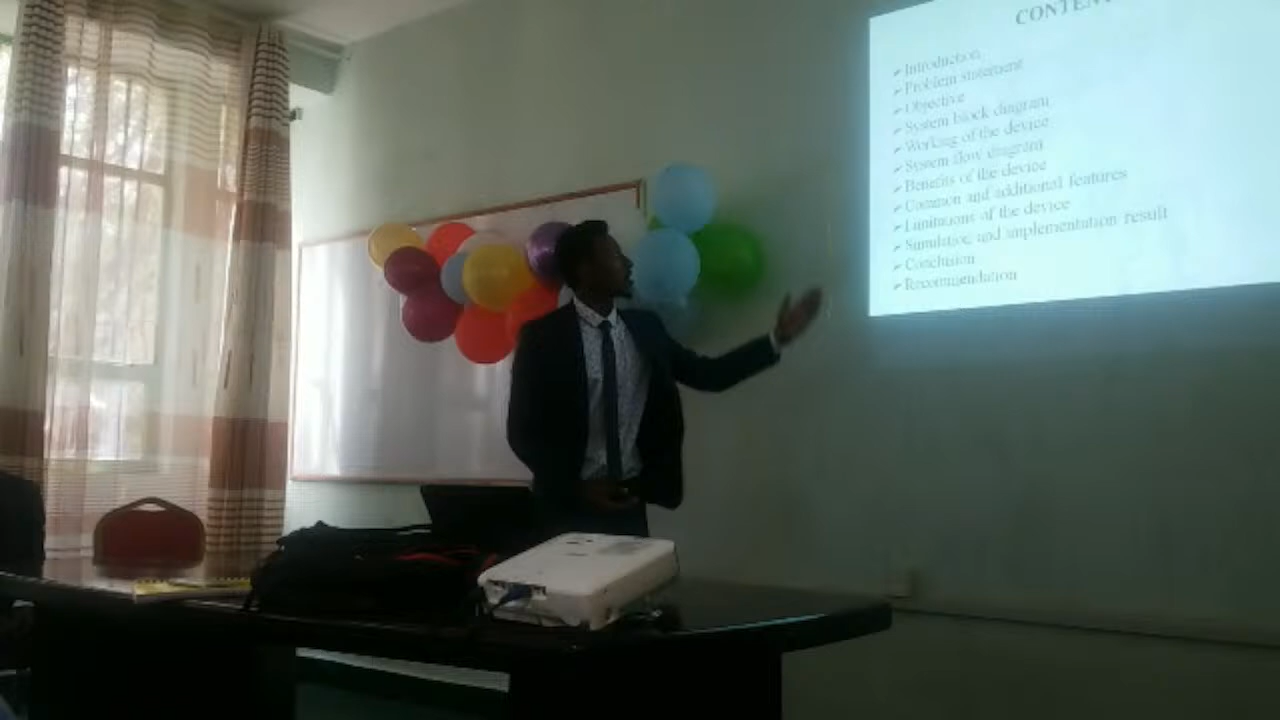 CONTEN
➢Introduction
➢Problem statement
➢Objective
➢System block diagram
➢Working of the device
➢System flow diagram
➢Benefits of the device
➢Common and additional features
➢Limitations of the device
➢Simulation and implementation result
➢Conclusion
➢Recommendation